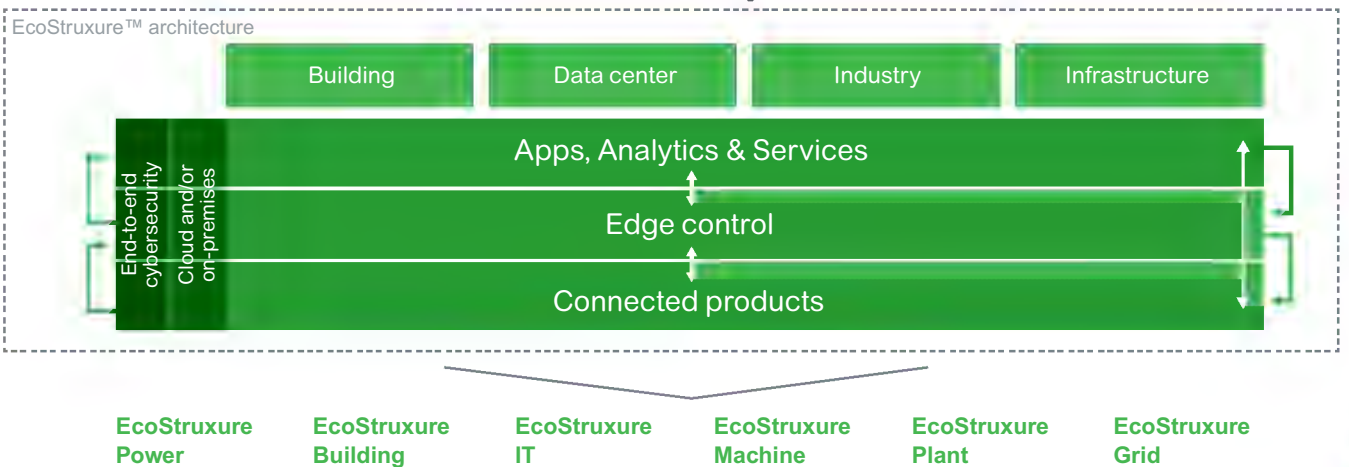 EcoStruxure™ architecture
Building
Data center
Industry
Infrastructure
End-to-end
cybersecurity
Cloud and/or
on-premises
Apps, Analytics & Services
Edge control
Connected products
EcoStruxure
Power
EcoStruxure
Building
EcoStruxure
IT
EcoStruxure
Machine
EcoStruxure
Plant
EcoStruxure
Grid